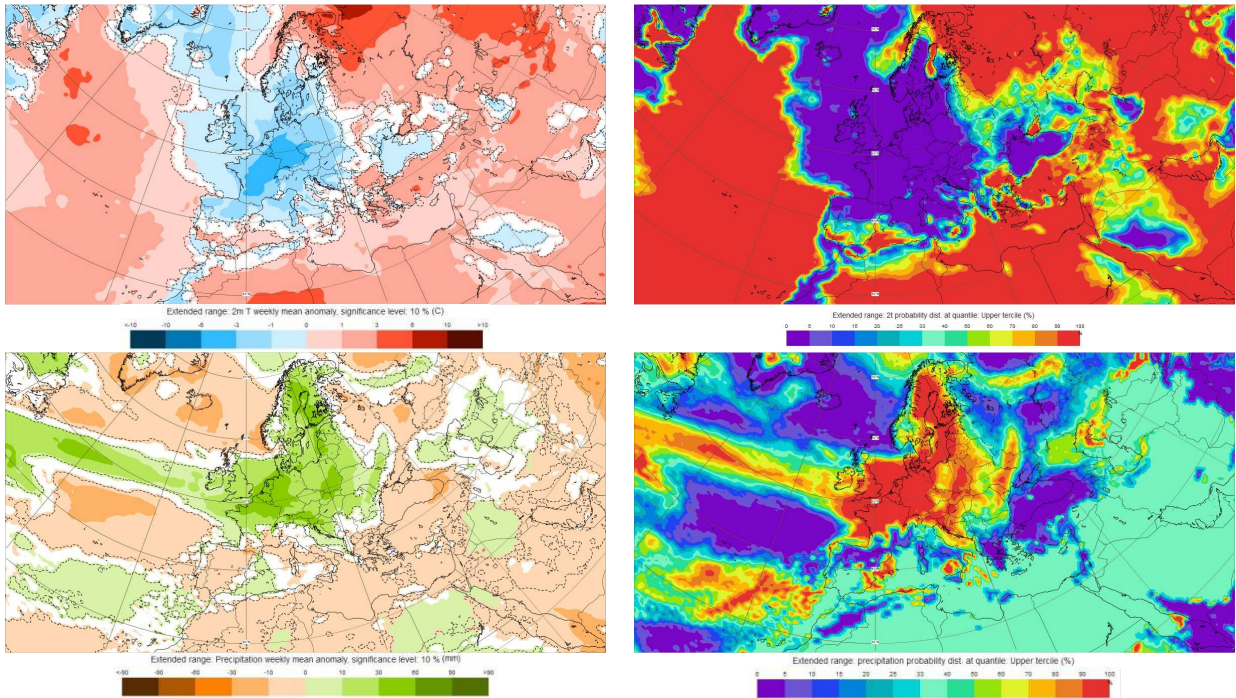 Extended range: 2m T weekly mean anomaly, significance level: 10 % (C)
<-10 -10 -6 -3 -1 0 1 3 6 10 >10
Extended range: 2t probability dist. at quantile: Upper tercile (%)
0 5 10 20 25 30 40 50 60 70 80 90 100
%
Extended range: Precipitation weekly mean anomaly, significance level: 10 % (mm)
<-90 -90 -60 -30 -10 0 10 30 60 90 >90
Extended range: precipitation probability dist. at quantile: Upper tercile (%)
0 5 10 20 25 30 40 50 60 70 80 90 100
%